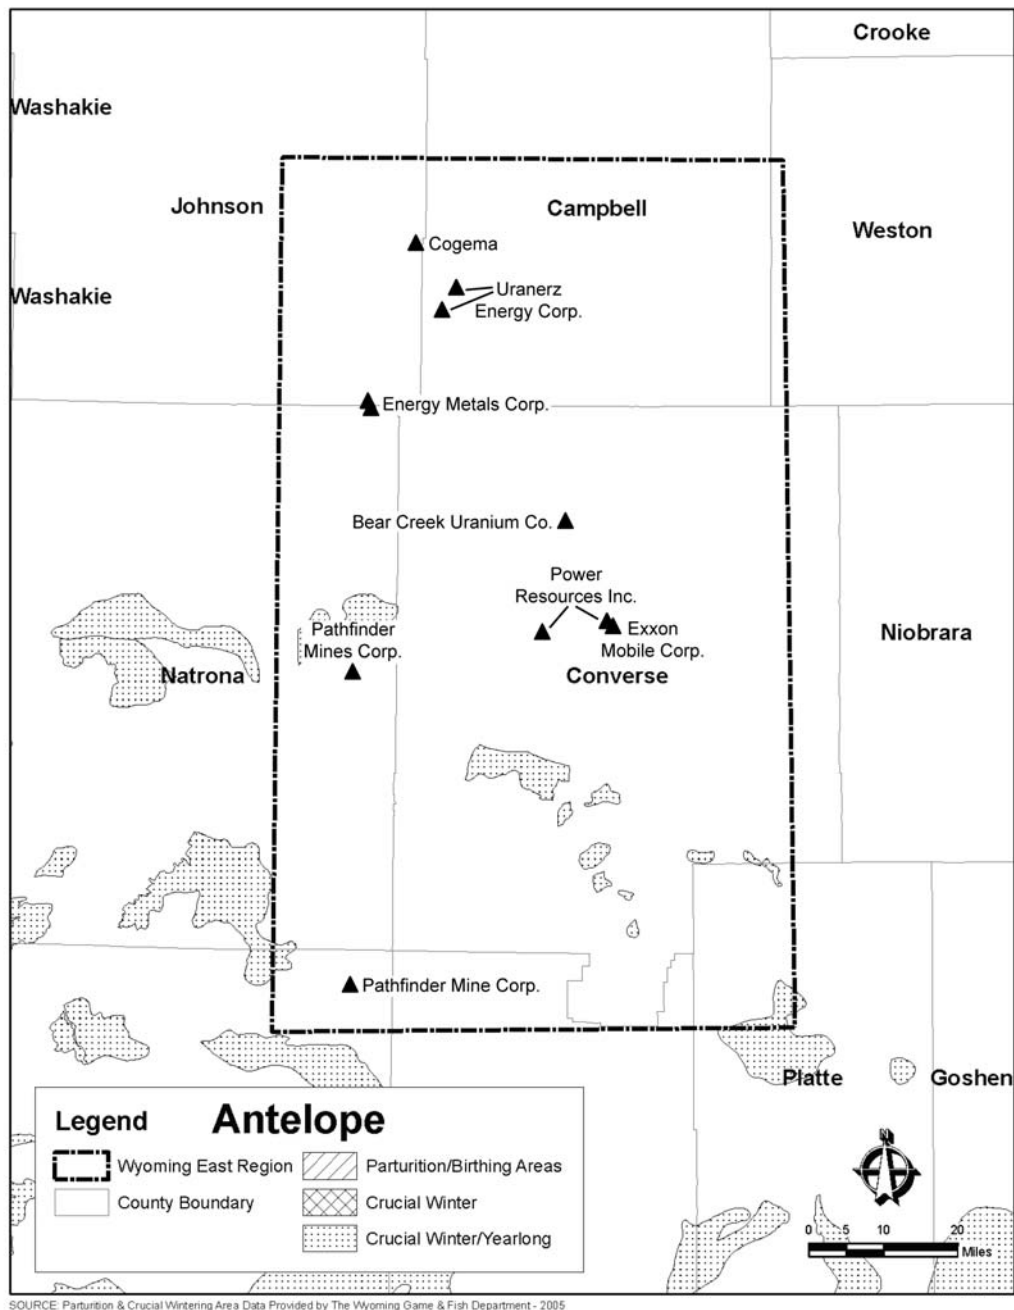 Crooke
Washakie
Johnson
Campbell
Weston
Cogema
Uranerz
Energy Corp.
Washakie
Energy Metals Corp.
Bear Creek Uranium Co.
Power
Resources Inc.
Pathfinder
Mines Corp.
Exxon
Mobile Corp.
Niobrara
Natrona
Converse
Pathfinder Mine Corp.
Platte
Goshen
Legend
Antelope
Wyoming East Region
County Boundary
Parturition/Birthing Areas
Crucial Winter
Crucial Winter/Yearlong
N
0 5 10 20
Miles
SOURCE: Parturition & Crucial Wintering Area Data Provided by The Wyoming Game & Fish Department - 2005